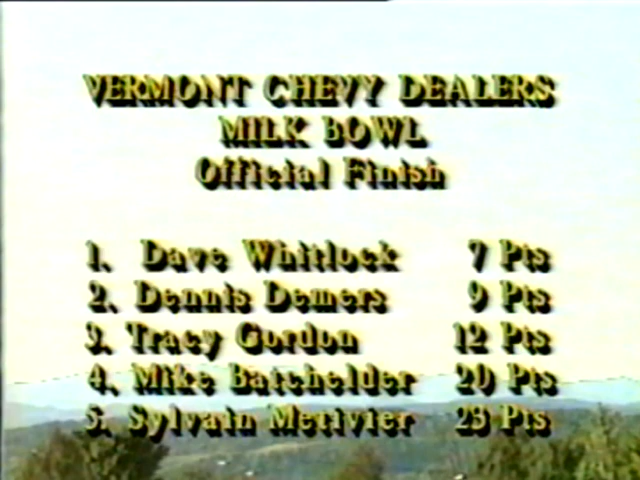 VERMONT CHEVY DEALERS
MILK BOWL
Official Finish
1. Dave Whitlock 7 Pts
2. Dennis Demers 9 Pts
3. Tracy Gordon 12 Pts
4. Mike Batchelder 20 Pts
5. Sylvain Metivier 23 Pts